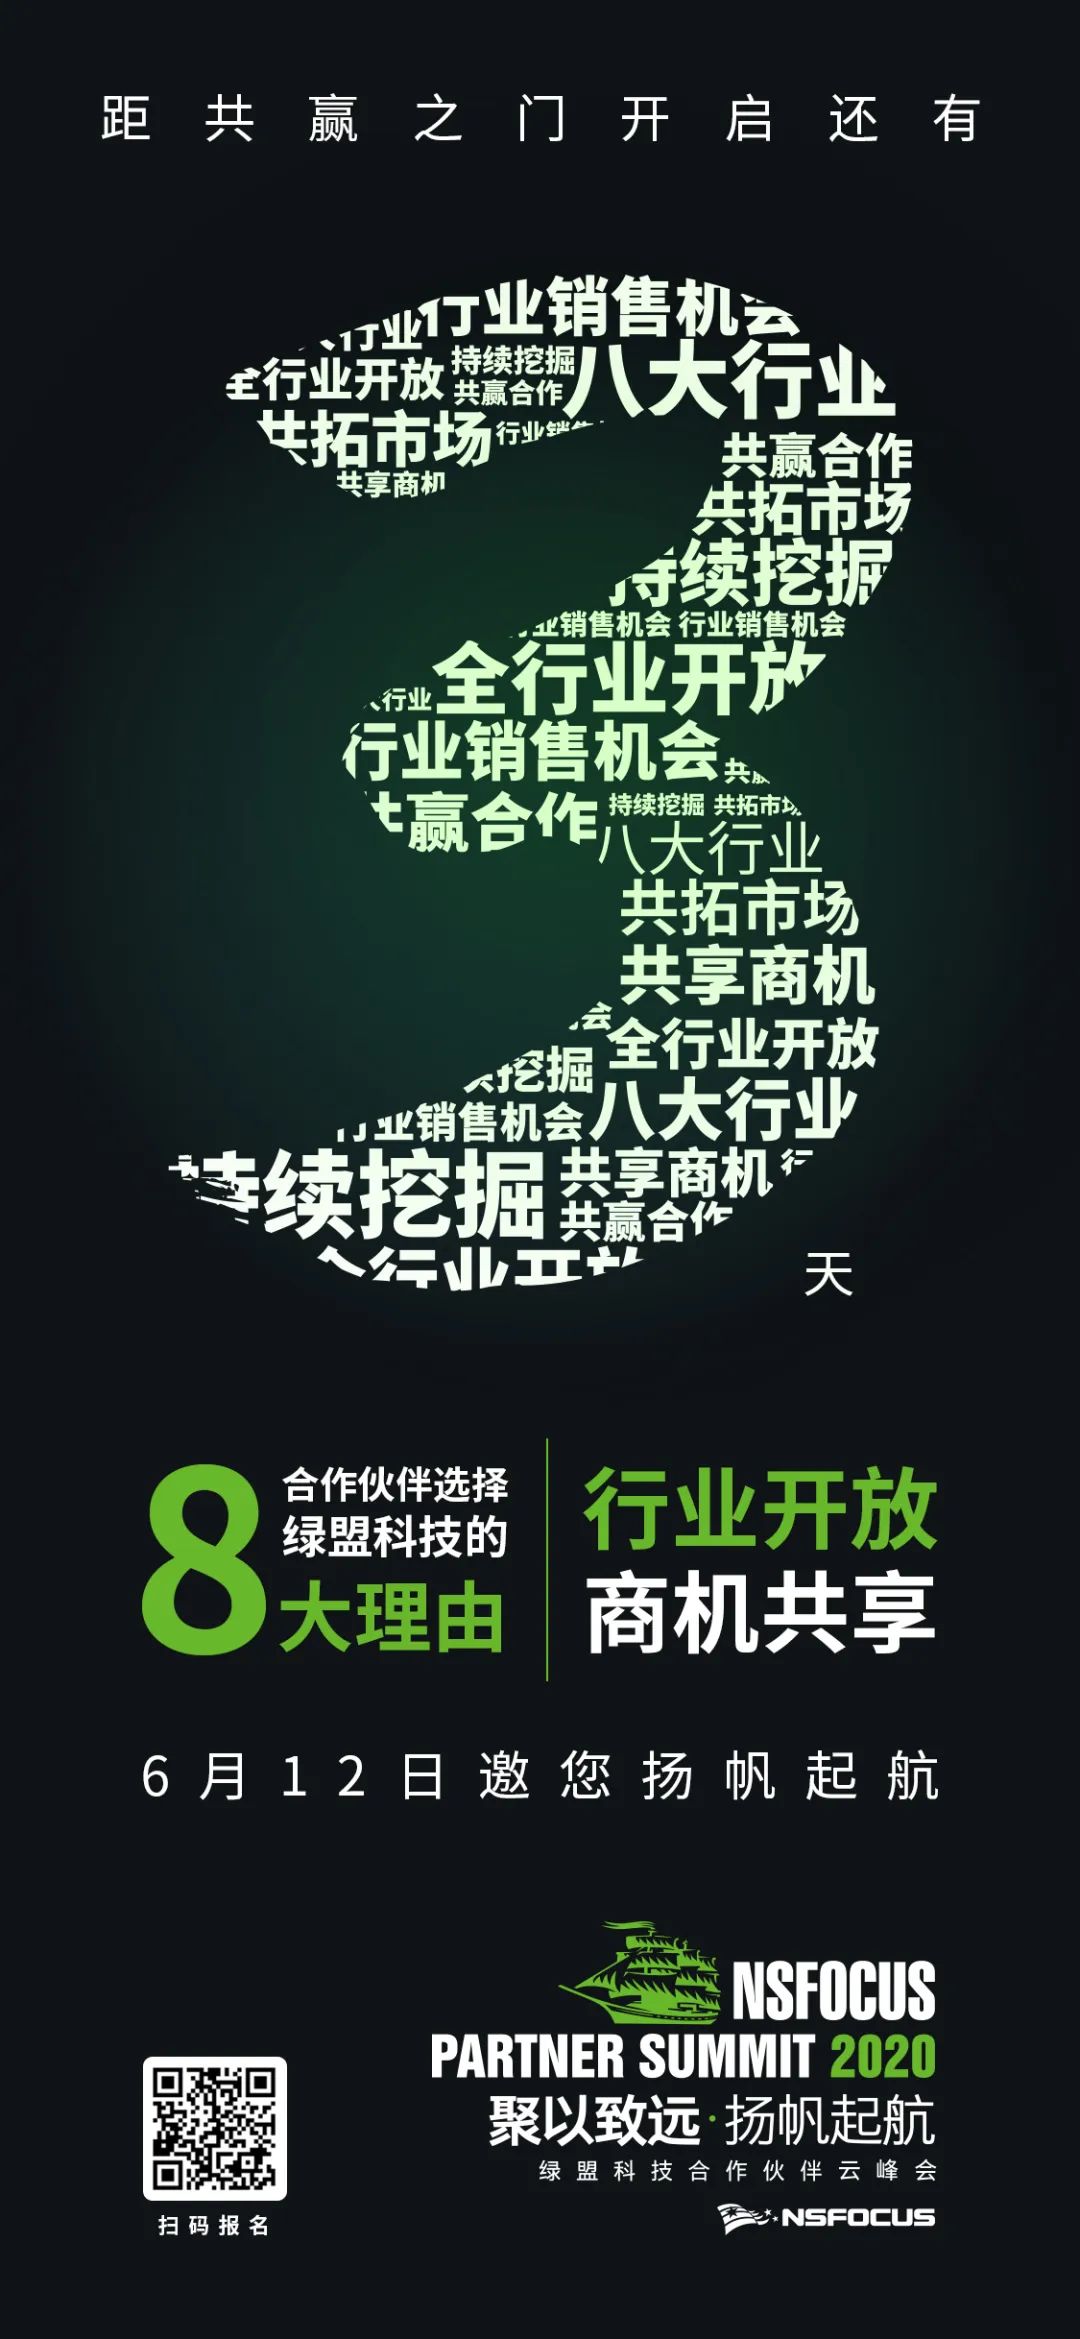 距共赢之门开启还有
行业 行业销售机会
全行业开放 持续挖掘 八大行业
共赢合作
共拓市场 行业销售
共赢合作
共享商机
共拓市场
持续挖掘
业销售机会 行业销售机会
全行业开放
行业
行业销售机会 共赢
持续挖掘 共拓市场
共赢合作
八大行业
共拓市场
共享商机
会 全行业开放
续挖掘
行业销售机会 八大行业
持续挖掘 共享商机 行
共赢合作
全行业开放
天
8 合作伙伴选择
绿盟科技的
大理由
行业开放
商机共享
6月12日邀您扬帆起航
NSFOCUS
PARTNER SUMMIT 2020
聚以致远·扬帆起航
绿盟科技合作伙伴云峰会
NSFOCUS
扫码报名